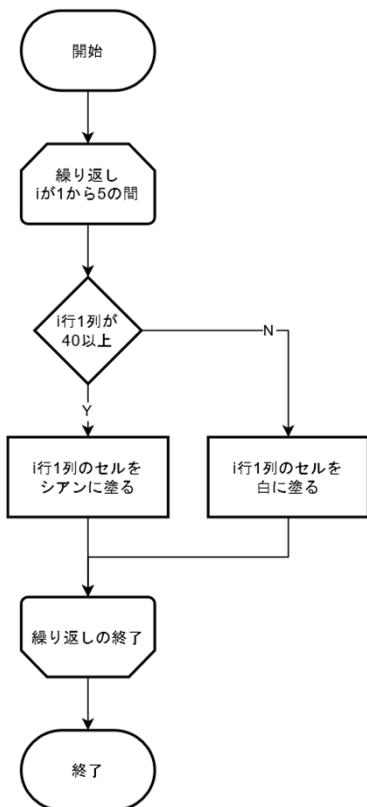 開始
繰り返し
iが1から5の間
i行1列が
40以上
N
Y
i行1列のセルを
シアンに塗る
i行1列のセルを
白に塗る
繰り返しの終了
終了